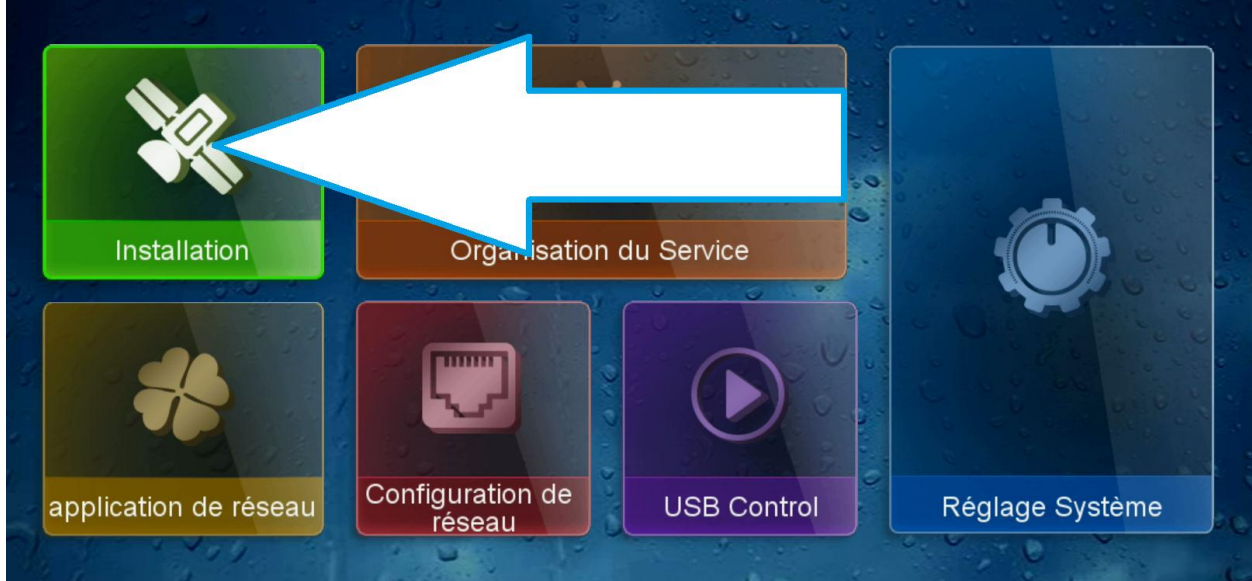 Installation
Organisation du Service
application de réseau
Configuration de
réseau
USB Control
Réglage Système